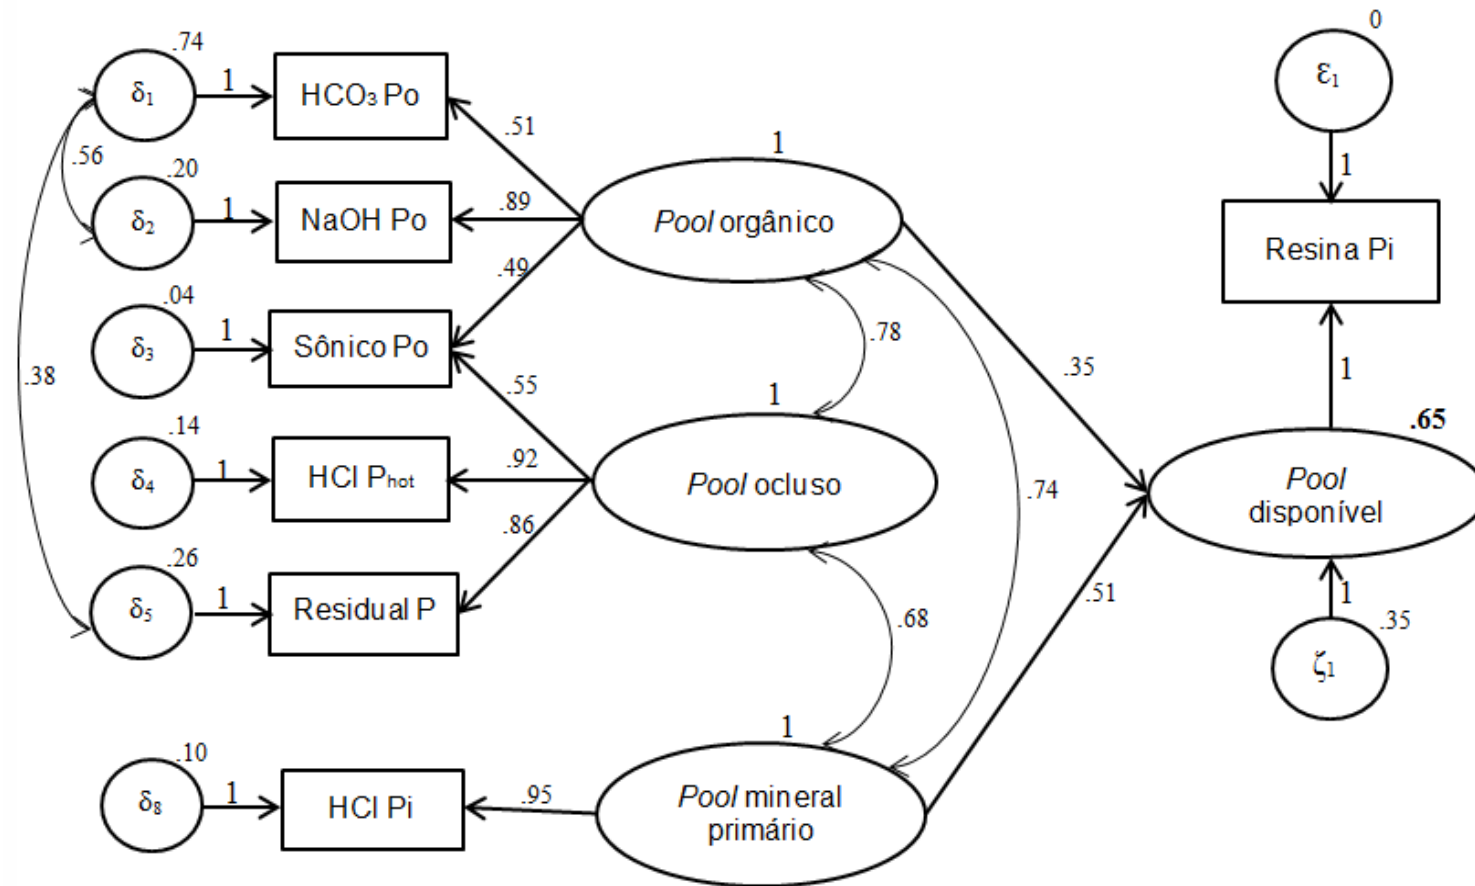 .74
δ1
1
HCO3 Po
.51
.56
.20
δ2
1
NaOH Po
.89
1
Pool orgânico
.49
.04
δ3
1
Sônico Po
.38
.55
.78
.14
δ4
1
HCl Phot
.92
1
Pool ocluso
.86
.26
δ5
1
Residual P
.68
.74
.10
δ8
1
HCl Pi
.95
1
Pool mineral
primário
.35
.51
0
ε1
1
Resina Pi
1
.65
Pool
disponível
1
.35
ζ1